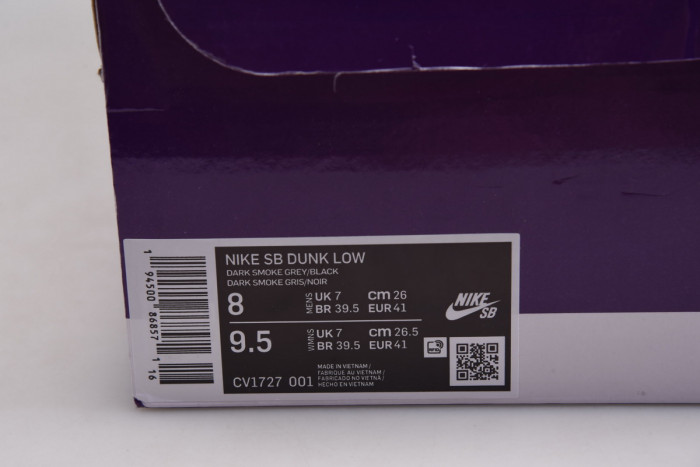 NIKE SB DUNK LOW
DARK SMOKE GREY/BLACK
DARK SMOKE GRIS/NOIR
8 MENS UK 7 cm 26
BR 39.5 EUR 41
9.5 WMNS UK 7 cm 26.5
BR 39.5 EUR 41
CV1727 001
MADE IN VIETNAM /
FABRIQUE AU VIETNAM /
FABRICADO NO VIETNÃ /
HECHO EN VIETNAM
NIKE
SB
1 94500 86857 1 16